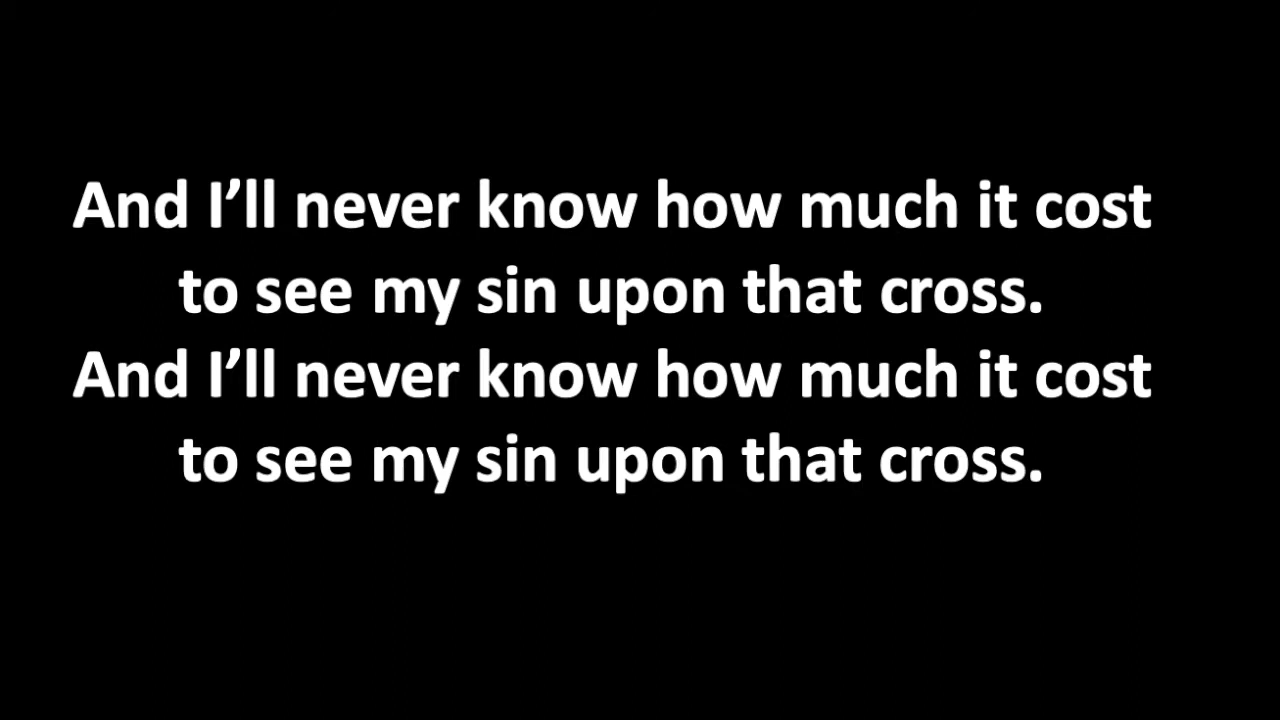 And I’ll never know how much it cost
to see my sin upon that cross.
And I’ll never know how much it cost
to see my sin upon that cross.